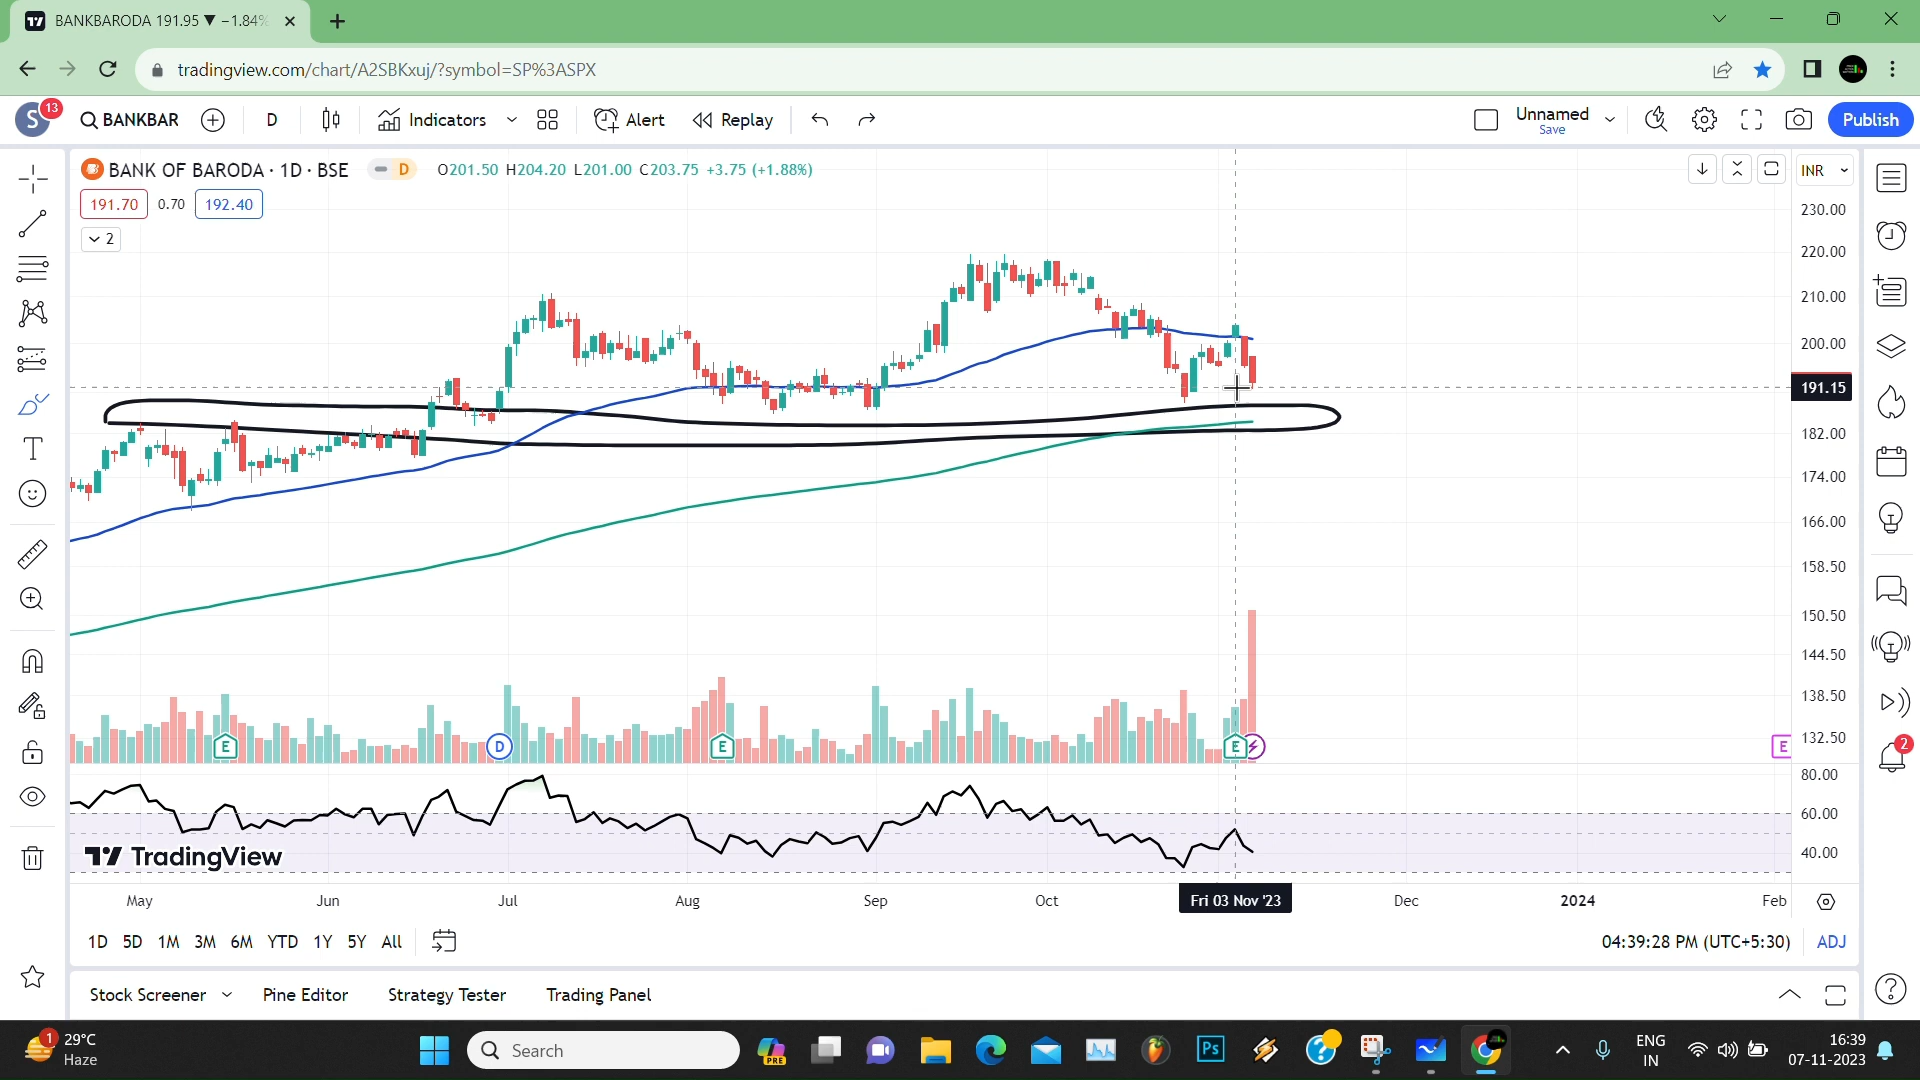 BANKBARODA 191.95 ▼ −1.84%
tradingview.com/chart/A2SBKxuj/?symbol=SP%3ASPX
S 13 BANKBAR D Indicators Alert Replay Unnamed Save Publish
BANK OF BARODA · 1D · BSE D O201.50 H204.20 L201.00 C203.75 +3.75 (+1.88%) INR
191.70 0.70 192.40
2
230.00
220.00
210.00
200.00
191.15
182.00
174.00
166.00
158.50
150.50
144.50
138.50
132.50
E D E E E
2
80.00
60.00
40.00
TradingView
May Jun Jul Aug Sep Oct Fri 03 Nov '23 Dec 2024 Feb
1D 5D 1M 3M 6M YTD 1Y 5Y All 04:39:28 PM (UTC+5:30) ADJ
Stock Screener Pine Editor Strategy Tester Trading Panel
1 29°C
Haze
Search
PRE
Ps
ENG
IN
16:39
07-11-2023